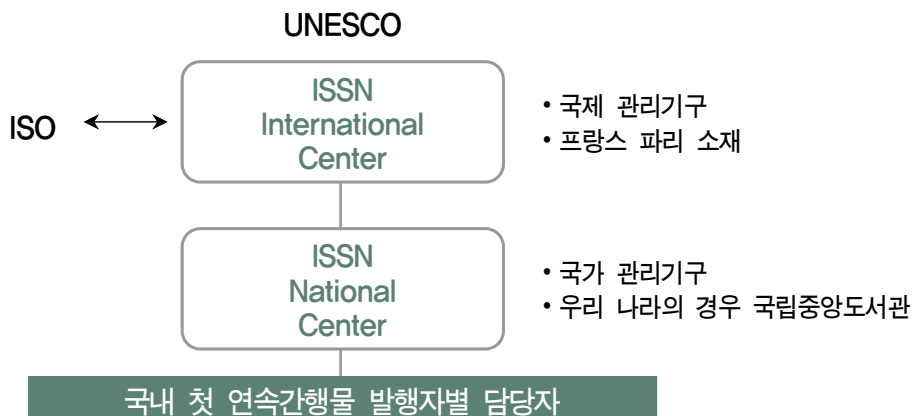 UNESCO
ISO
ISSN
International
Center
• 국제 관리기구
• 프랑스 파리 소재
ISSN
National
Center
• 국가 관리기구
• 우리 나라의 경우 국립중앙도서관
국내 첫 연속간행물 발행자별 담당자